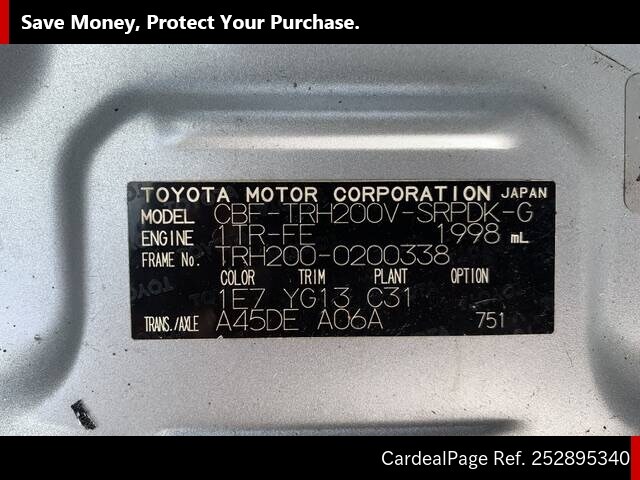 Save Money, Protect Your Purchase.
TOYOTA MOTOR CORPORATION JAPAN
MODEL CBF-TRH200V-SRPDK-G
ENGINE 1TR-FE 1998 mL
FRAME No. TRH200-0200338
COLOR TRIM PLANT OPTION
1E7 YG13 C31
TRANS./AXLE A45DE A06A 751
CardealPage Ref. 252895340